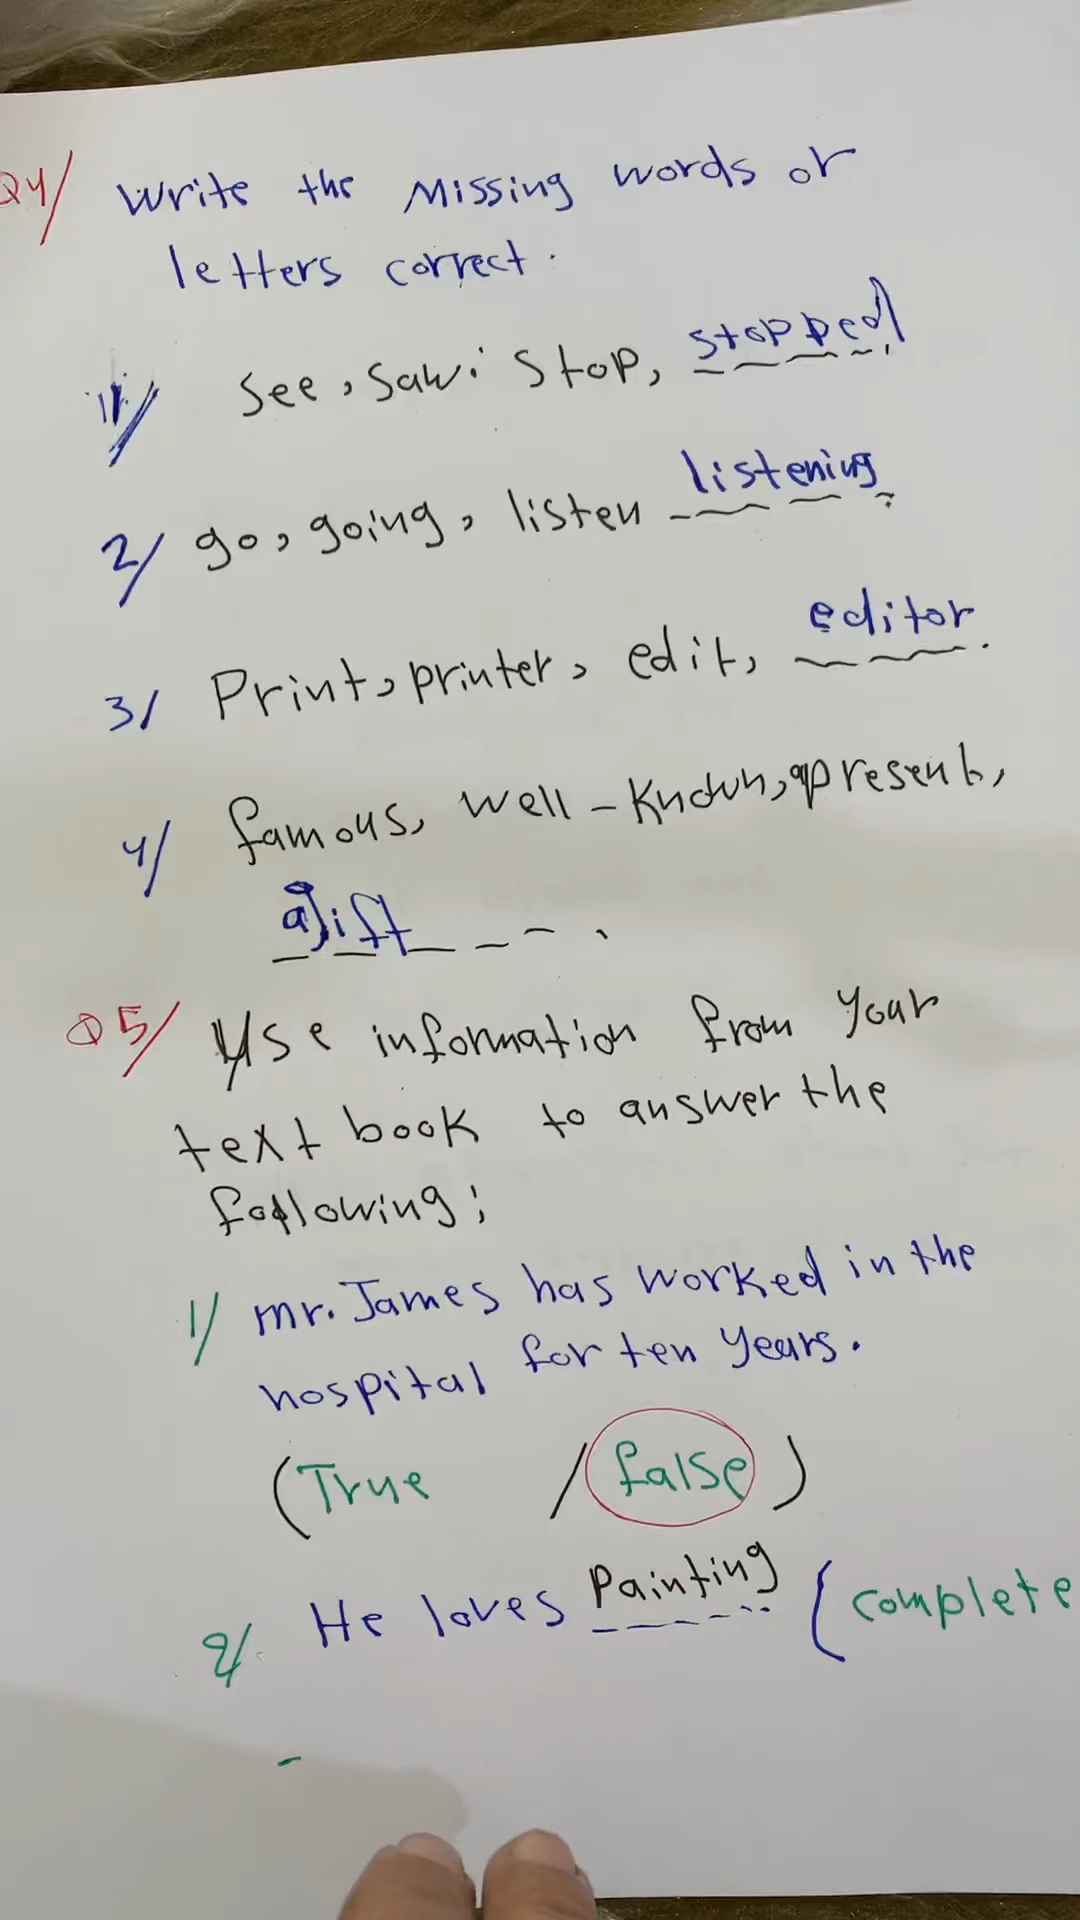 Q4/ Write the Missing words or
letters correct.
1/ See, saw. Stop, stopped.
2/ go, going, listen listening.
3/ Print, printer, edit, editor.
4/ famous, well-known, a present,
a gift.
Q5/ Use information from your
text book to answer the
following:
1/ mr. James has worked in the
hospital for ten years.
(True / false)
2/ He loves Painting (complete